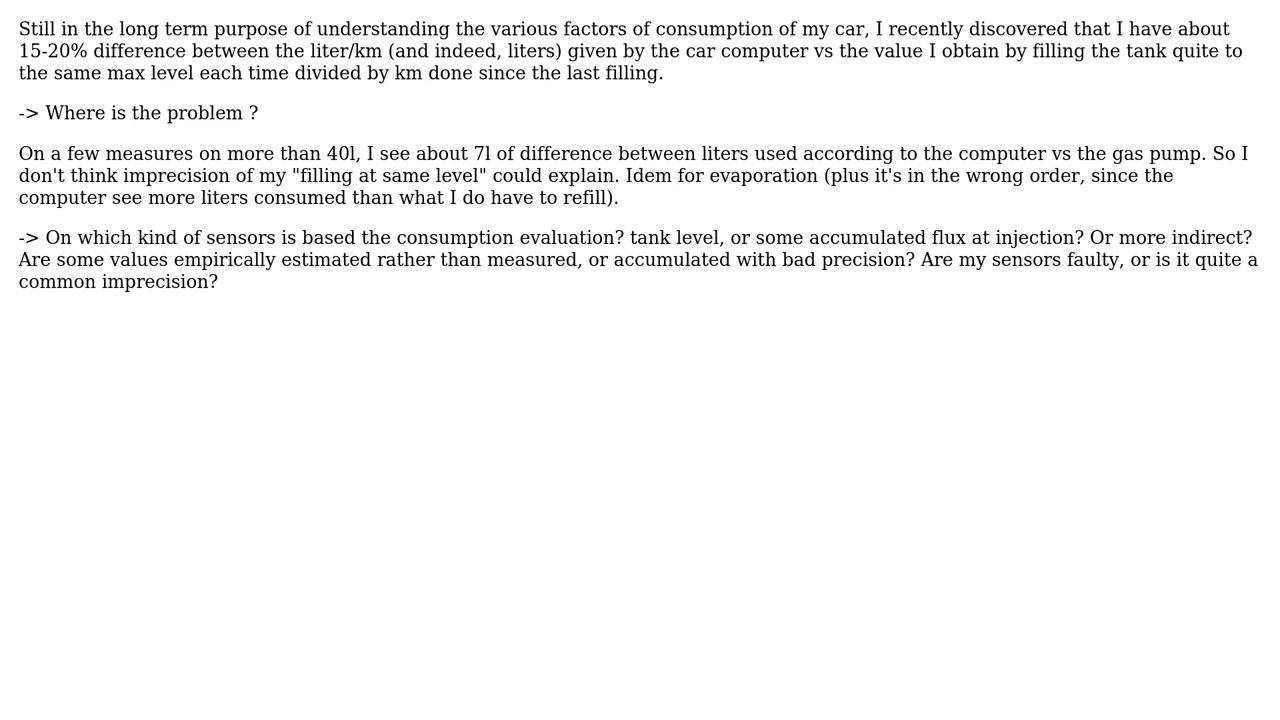 Still in the long term purpose of understanding the various factors of consumption of my car, I recently discovered that I have about
15-20% difference between the liter/km (and indeed, liters) given by the car computer vs the value I obtain by filling the tank quite to
the same max level each time divided by km done since the last filling.
-> Where is the problem ?
On a few measures on more than 40l, I see about 7l of difference between liters used according to the computer vs the gas pump. So I
don't think imprecision of my "filling at same level" could explain. Idem for evaporation (plus it's in the wrong order, since the
computer see more liters consumed than what I do have to refill).
-> On which kind of sensors is based the consumption evaluation? tank level, or some accumulated flux at injection? Or more indirect?
Are some values empirically estimated rather than measured, or accumulated with bad precision? Are my sensors faulty, or is it quite a
common imprecision?